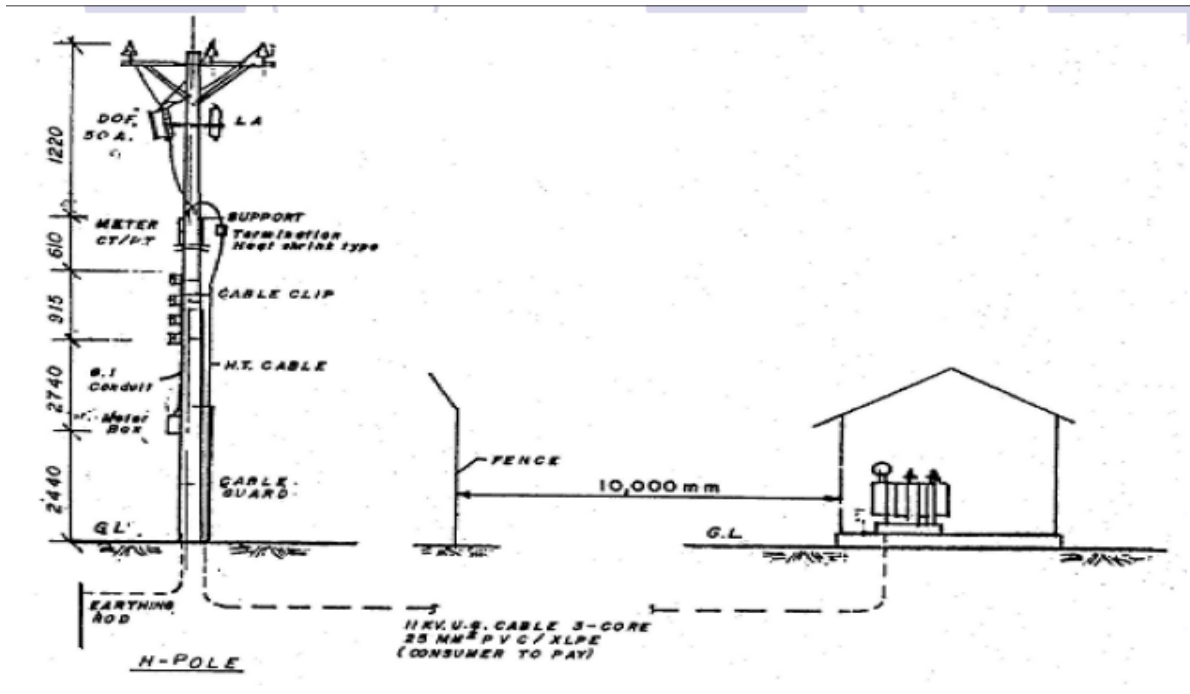 DOF.
50 A.
LA
1220
METER
CT/P.T
SUPPORT
Termination
Heat shrink type
610
CABLE CLIP
915
H.T. CABLE
G.I
Conduit
2740
Meter
Box
FENCE
CABLE
GUARD
10,000 mm
2440
G.L.
G.L.
EARTHING
ROD
11 KV. U.G. CABLE 3-CORE
25 MM² PVC/XLPE
(CONSUMER TO PAY)
H-POLE